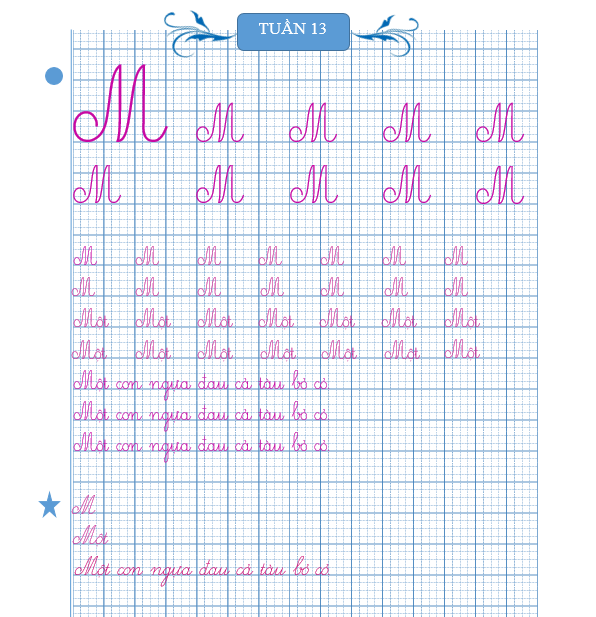 TUẦN 13
M M M M M
M M M M M
M M M M M M M
M M M M M M M
Một Một Một Một Một Một Một
Một Một Một Một Một Một Một
Một con ngựa đau cả tàu bỏ cỏ
Một con ngựa đau cả tàu bỏ cỏ
Một con ngựa đau cả tàu bỏ cỏ
M
Một
Một con ngựa đau cả tàu bỏ cỏ